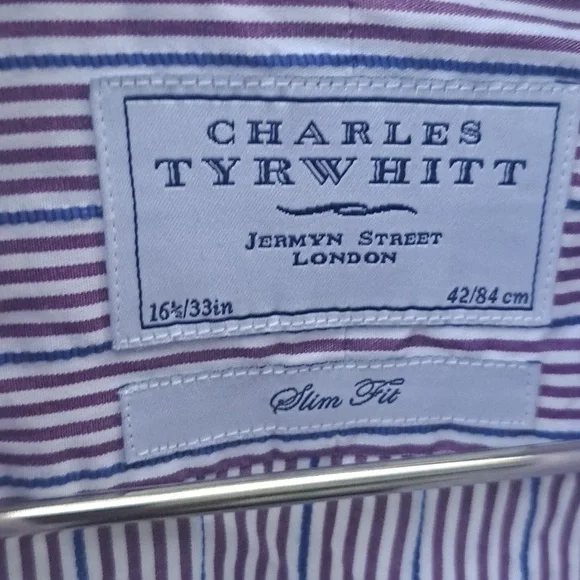 CHARLES
TYRWHITT
JERMYN STREET
LONDON
16½/33in 42/84 cm
Slim Fit